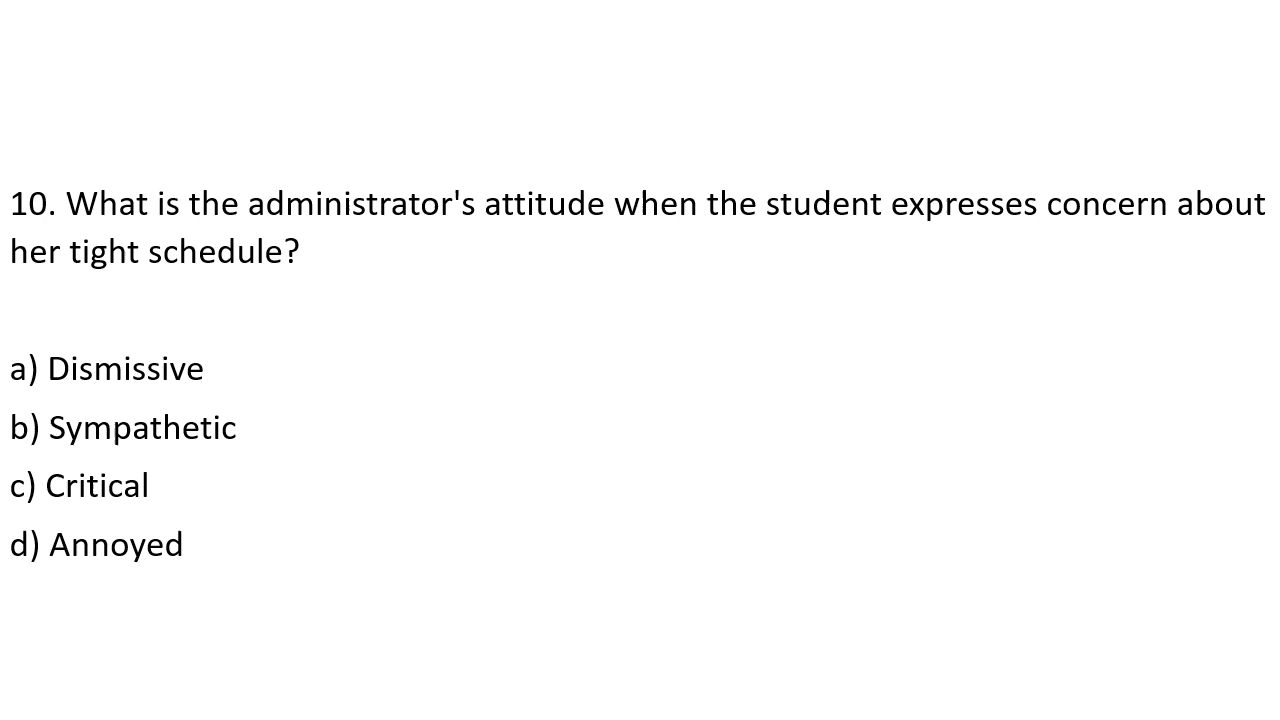 10. What is the administrator's attitude when the student expresses concern about
her tight schedule?
a) Dismissive
b) Sympathetic
c) Critical
d) Annoyed